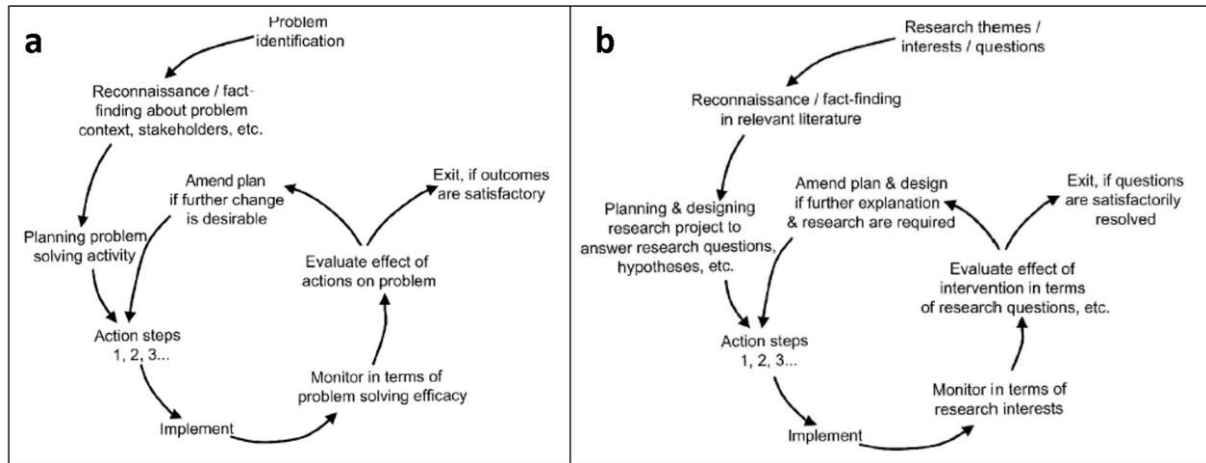 a
Problem
identification
Reconnaissance / fact-
finding about problem
context, stakeholders, etc.
Amend plan
if further change
is desirable
Exit, if outcomes
are satisfactory
Planning problem
solving activity
Evaluate effect of
actions on problem
Action steps
1, 2, 3...
Monitor in terms of
problem solving efficacy
Implement
b
Research themes /
interests / questions
Reconnaissance / fact-finding
in relevant literature
Amend plan & design
if further explanation
& research are required
Exit, if questions
are satisfactorily
resolved
Planning & designing
research project to
answer research questions,
hypotheses, etc.
Evaluate effect of
intervention in terms
of research questions, etc.
Action steps
1, 2, 3...
Monitor in terms of
research interests
Implement